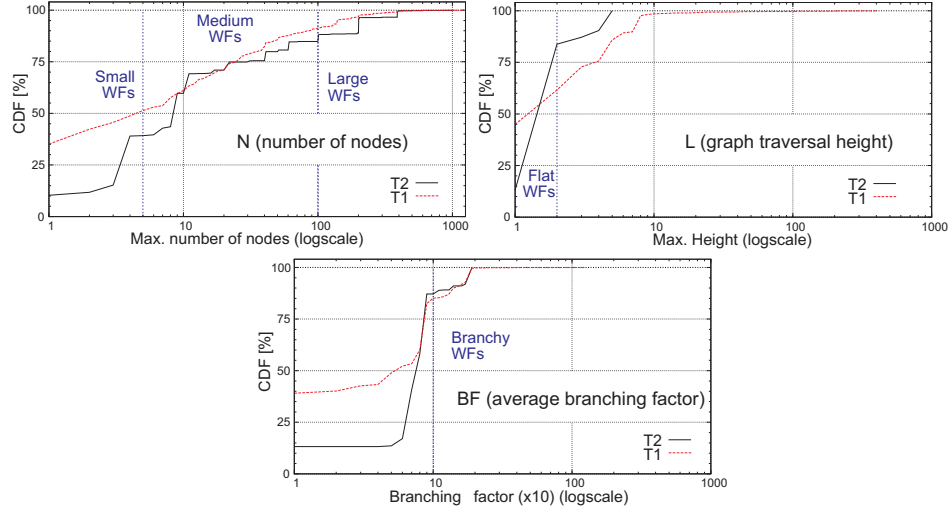 CDF [%]
100
75
50
25
0
Medium
WFs
Small
WFs
Large
WFs
N (number of nodes)
T2
T1
1
10
100
1000
Max. number of nodes (logscale)
CDF [%]
100
75
50
25
0
L (graph traversal height)
Flat
WFs
T2
T1
1
10
100
1000
Max. Height (logscale)
CDF [%]
100
75
50
25
0
Branchy
WFs
BF (average branching factor)
T2
T1
1
10
100
1000
Branching factor (x10) (logscale)